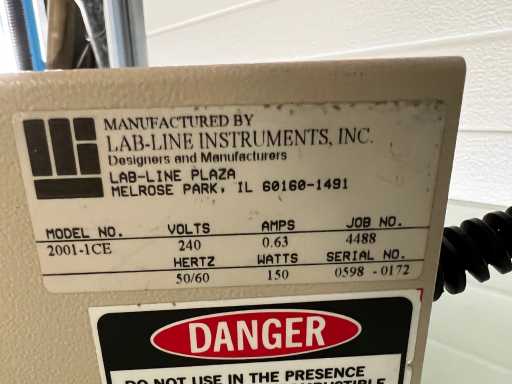 MANUFACTURED BY
LAB-LINE INSTRUMENTS, INC.
Designers and Manufacturers
LAB-LINE PLAZA
MELROSE PARK, IL 60160-1491
MODEL NO. VOLTS AMPS JOB NO.
2001-1CE 240 0.63 4488
HERTZ WATTS SERIAL NO.
50/60 150 0598 - 0172
DANGER
DO NOT USE IN THE PRESENCE